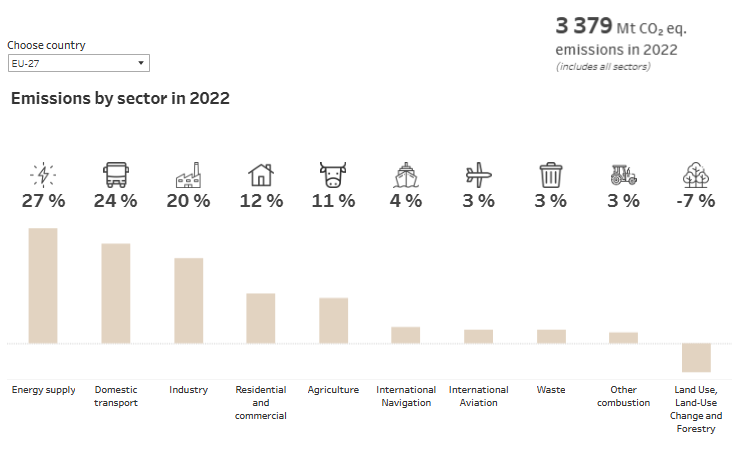 3 379 Mt CO₂ eq.
emissions in 2022
(includes all sectors)
Choose country
EU-27
Emissions by sector in 2022
27 % 24 % 20 % 12 % 11 % 4 % 3 % 3 % 3 % -7 %
Energy supply
Domestic
transport
Industry
Residential
and
commercial
Agriculture
International
Navigation
International
Aviation
Waste
Other
combustion
Land Use,
Land-Use
Change and
Forestry